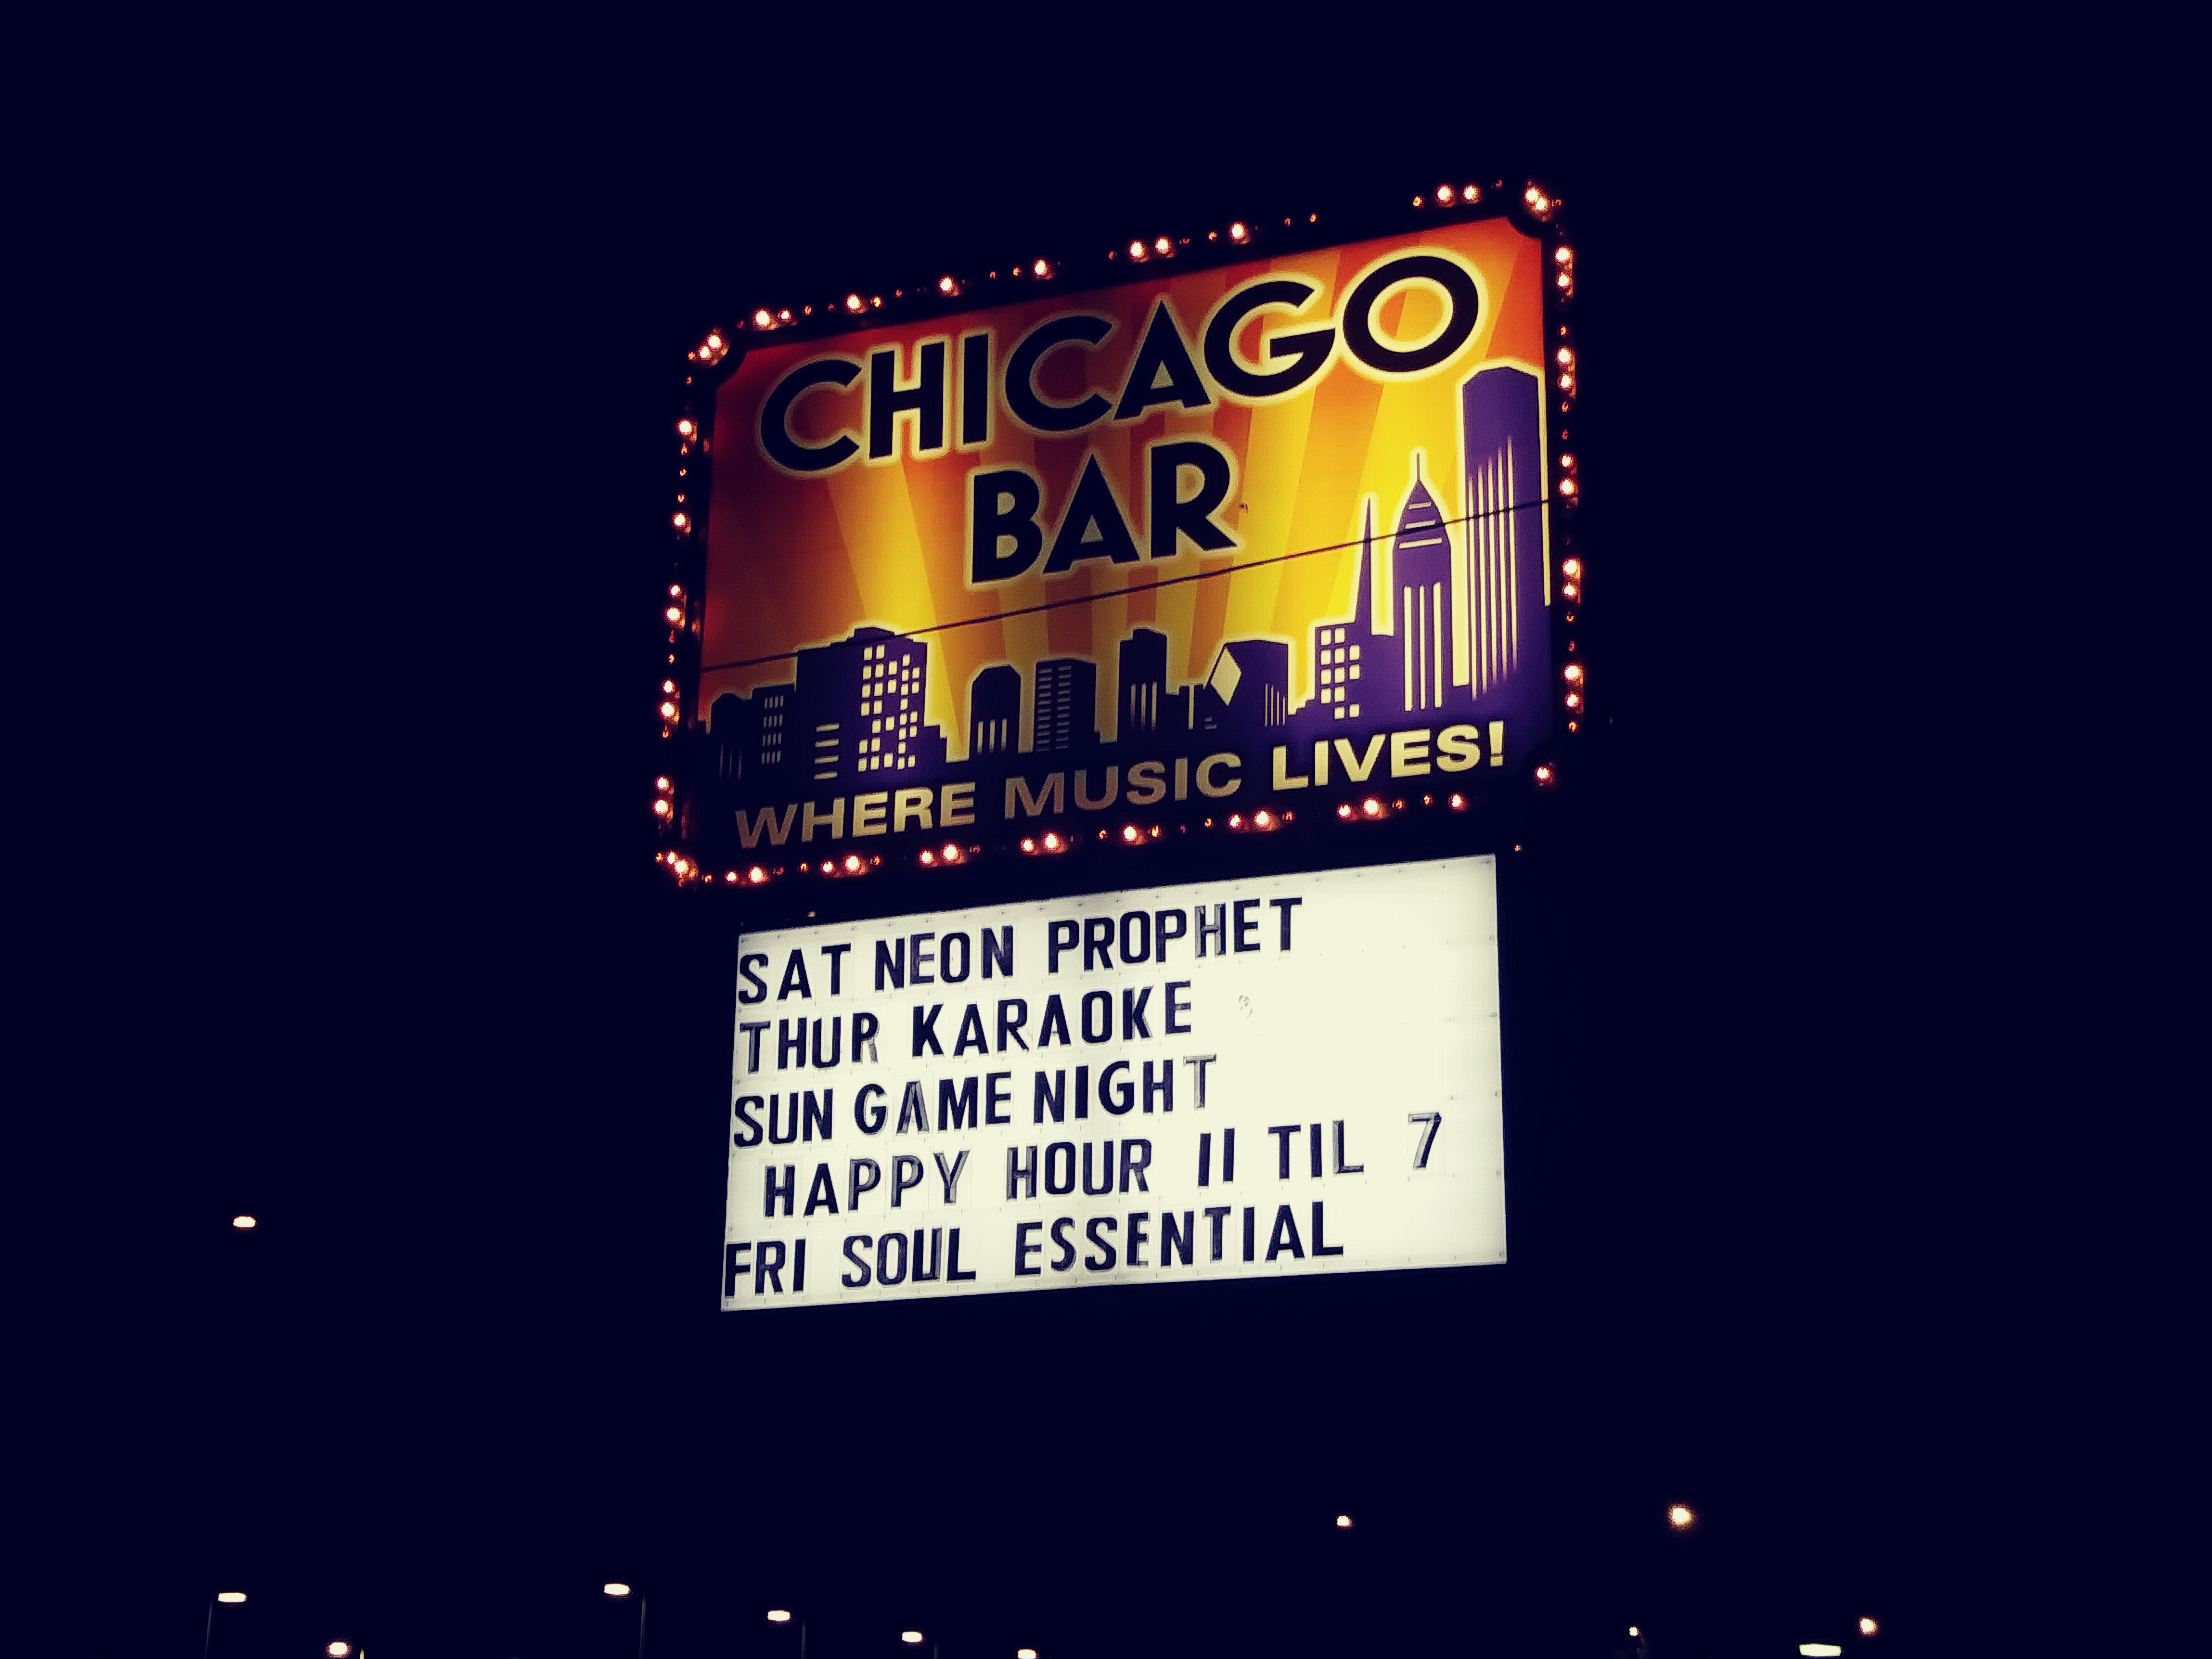 CHICAGO
BAR
WHERE MUSIC LIVES!
SAT NEON PROPHET
THUR KARAOKE
SUN GAME NIGHT
HAPPY HOUR 11 TIL 7
FRI SOUL ESSENTIAL